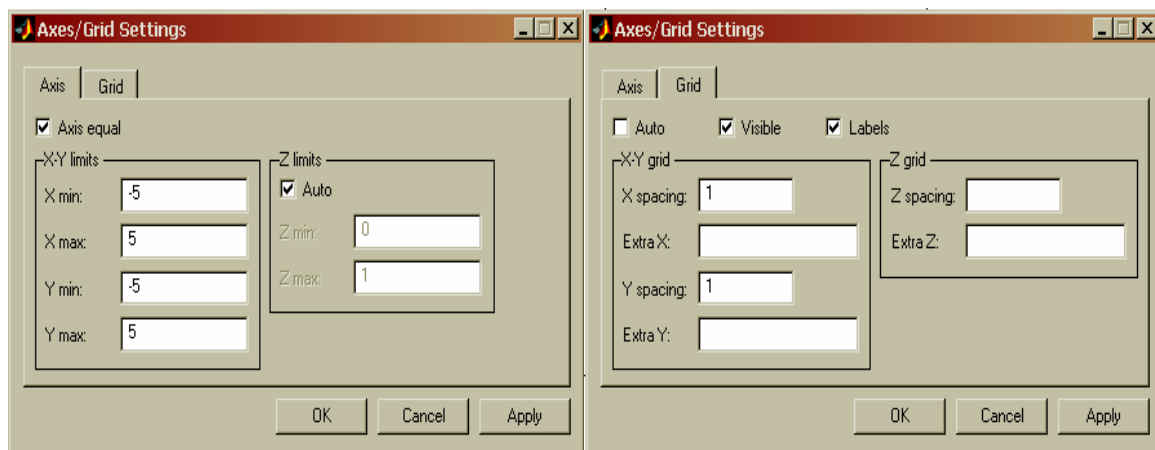 Axes/Grid Settings
Axis Grid
Axis equal
X-Y limits
X min: -5
X max: 5
Y min: -5
Y max: 5
Z limits
Auto
Z min: 0
Z max: 1
OK Cancel Apply
Axes/Grid Settings
Axis Grid
Auto Visible Labels
X-Y grid
X spacing: 1
Extra X:
Y spacing: 1
Extra Y:
Z grid
Z spacing:
Extra Z:
OK Cancel Apply